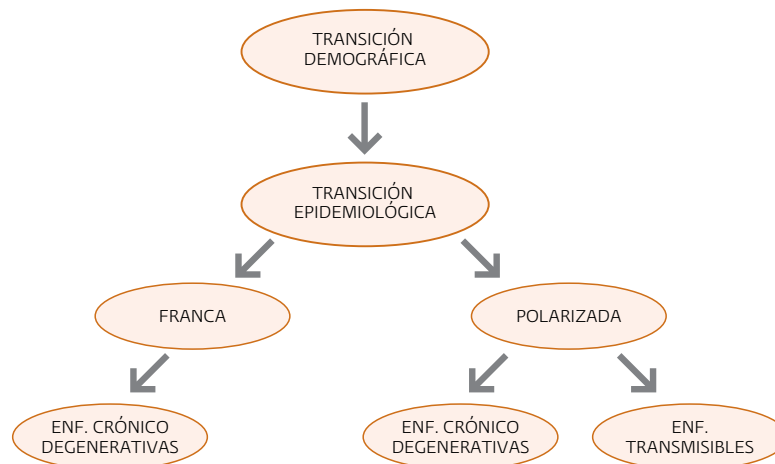 TRANSICIÓN
DEMOGRÁFICA
TRANSICIÓN
EPIDEMIOLÓGICA
FRANCA
POLARIZADA
ENF. CRÓNICO
DEGENERATIVAS
ENF. CRÓNICO
DEGENERATIVAS
ENF.
TRANSMISIBLES